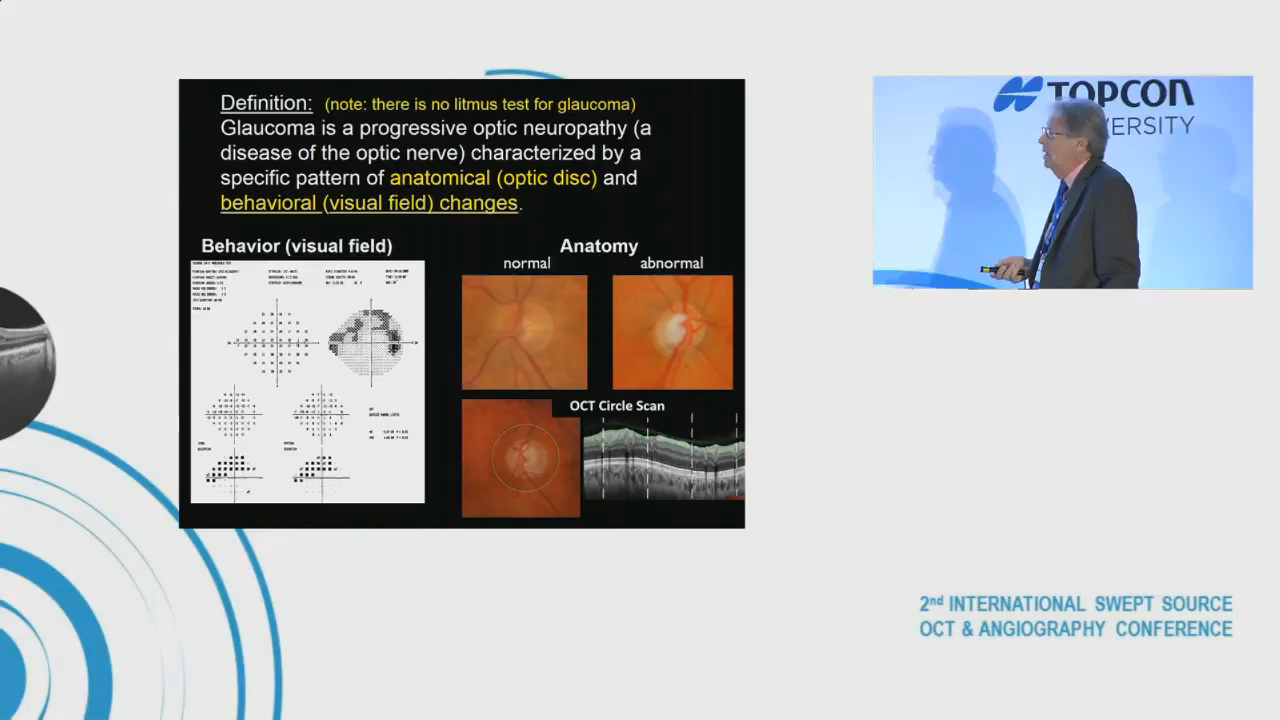 Definition: (note: there is no litmus test for glaucoma)
Glaucoma is a progressive optic neuropathy (a
disease of the optic nerve) characterized by a
specific pattern of anatomical (optic disc) and
behavioral (visual field) changes.
Behavior (visual field)
Anatomy
normal
abnormal
OCT Circle Scan
TOPCON
ERSITY
2nd INTERNATIONAL SWEPT SOURCE
OCT & ANGIOGRAPHY CONFERENCE